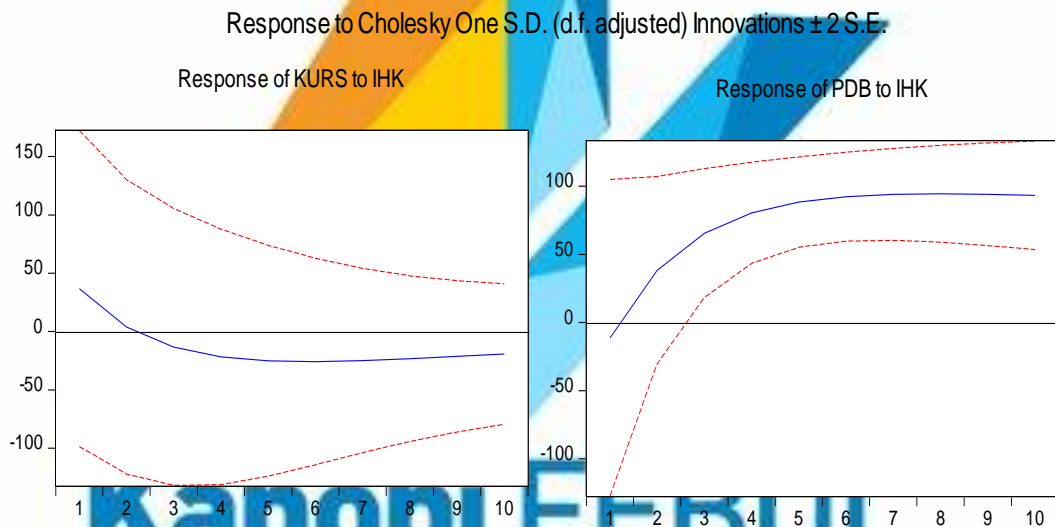 Response to Cholesky One S.D. (d.f. adjusted) Innovations ± 2 S.E.
Response of KURS to IHK
150
100
50
0
-50
-100
1 2 3 4 5 6 7 8 9 10
Response of PDB to IHK
100
50
0
-50
-100
1 2 3 4 5 6 7 8 9 10